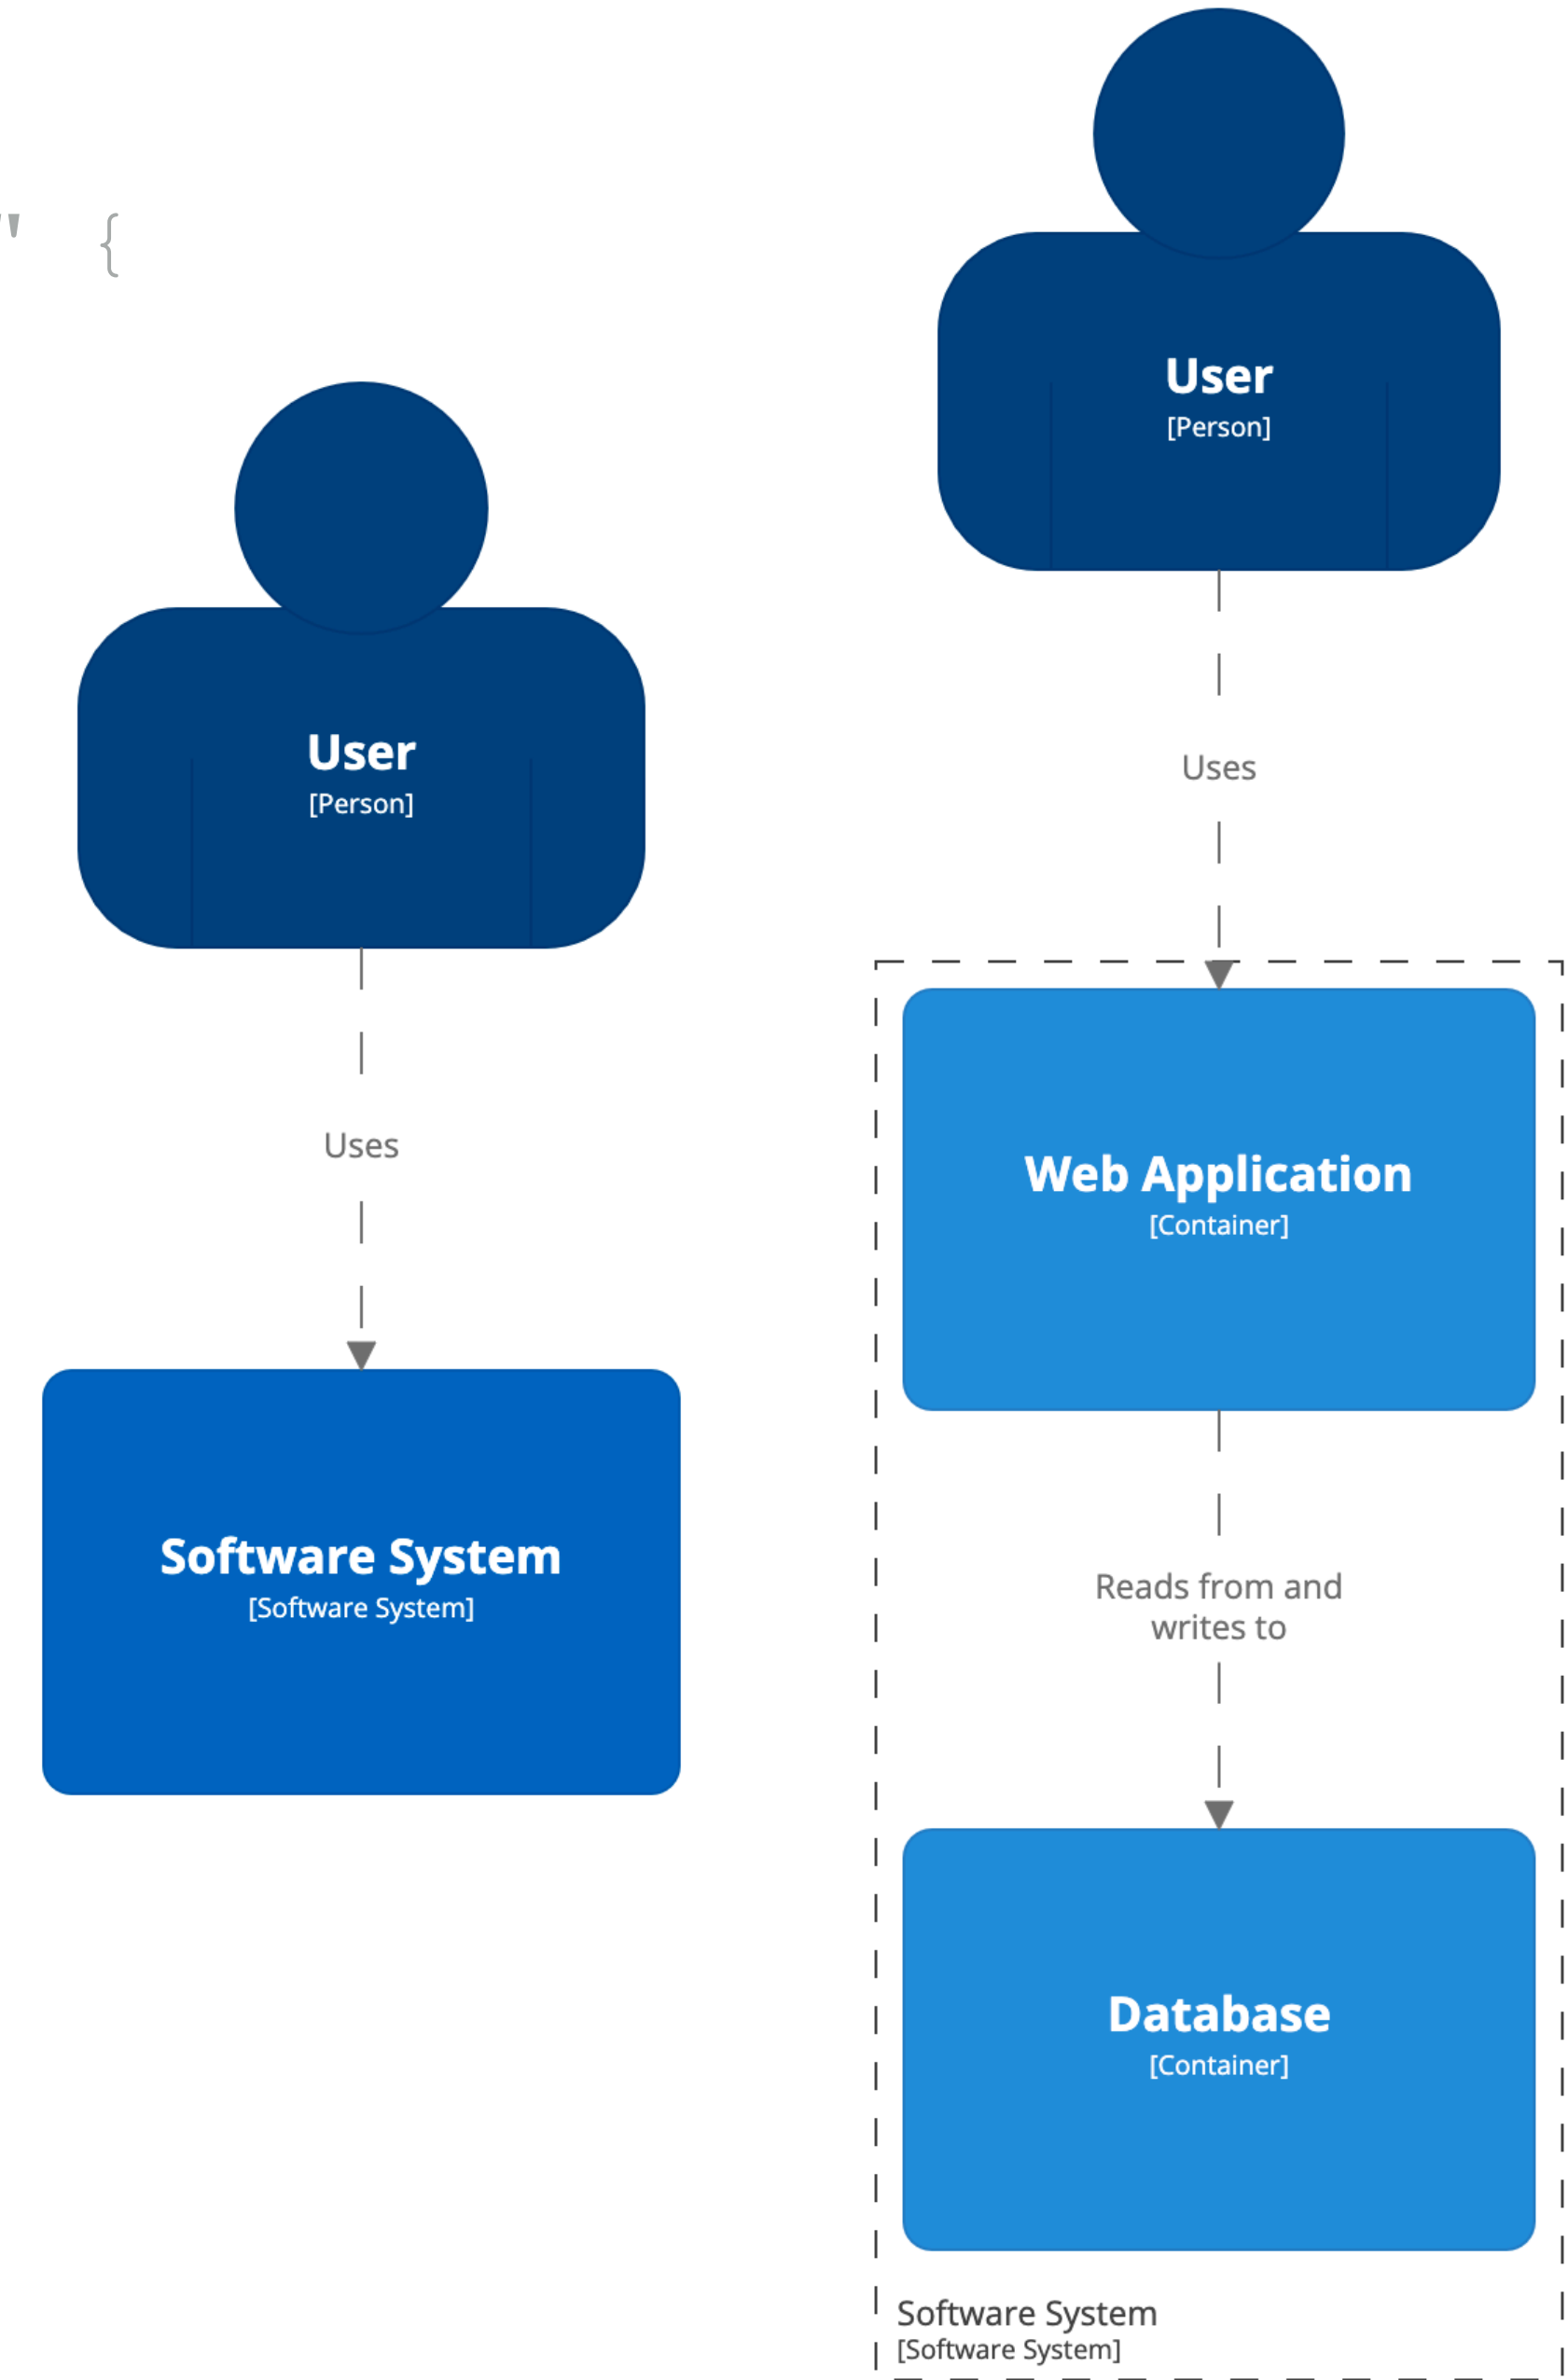 " {
User
[Person]
Uses
Software System
[Software System]
User
[Person]
Uses
Web Application
[Container]
Reads from and
writes to
Database
[Container]
Software System
[Software System]